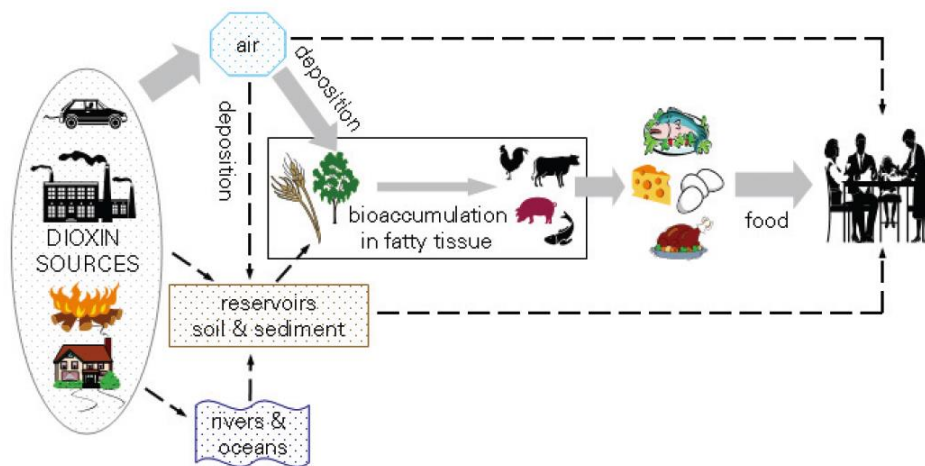 air
deposition
deposition
DIOXIN
SOURCES
bioaccumulation
in fatty tissue
food
reservoirs
soil & sediment
rivers &
oceans